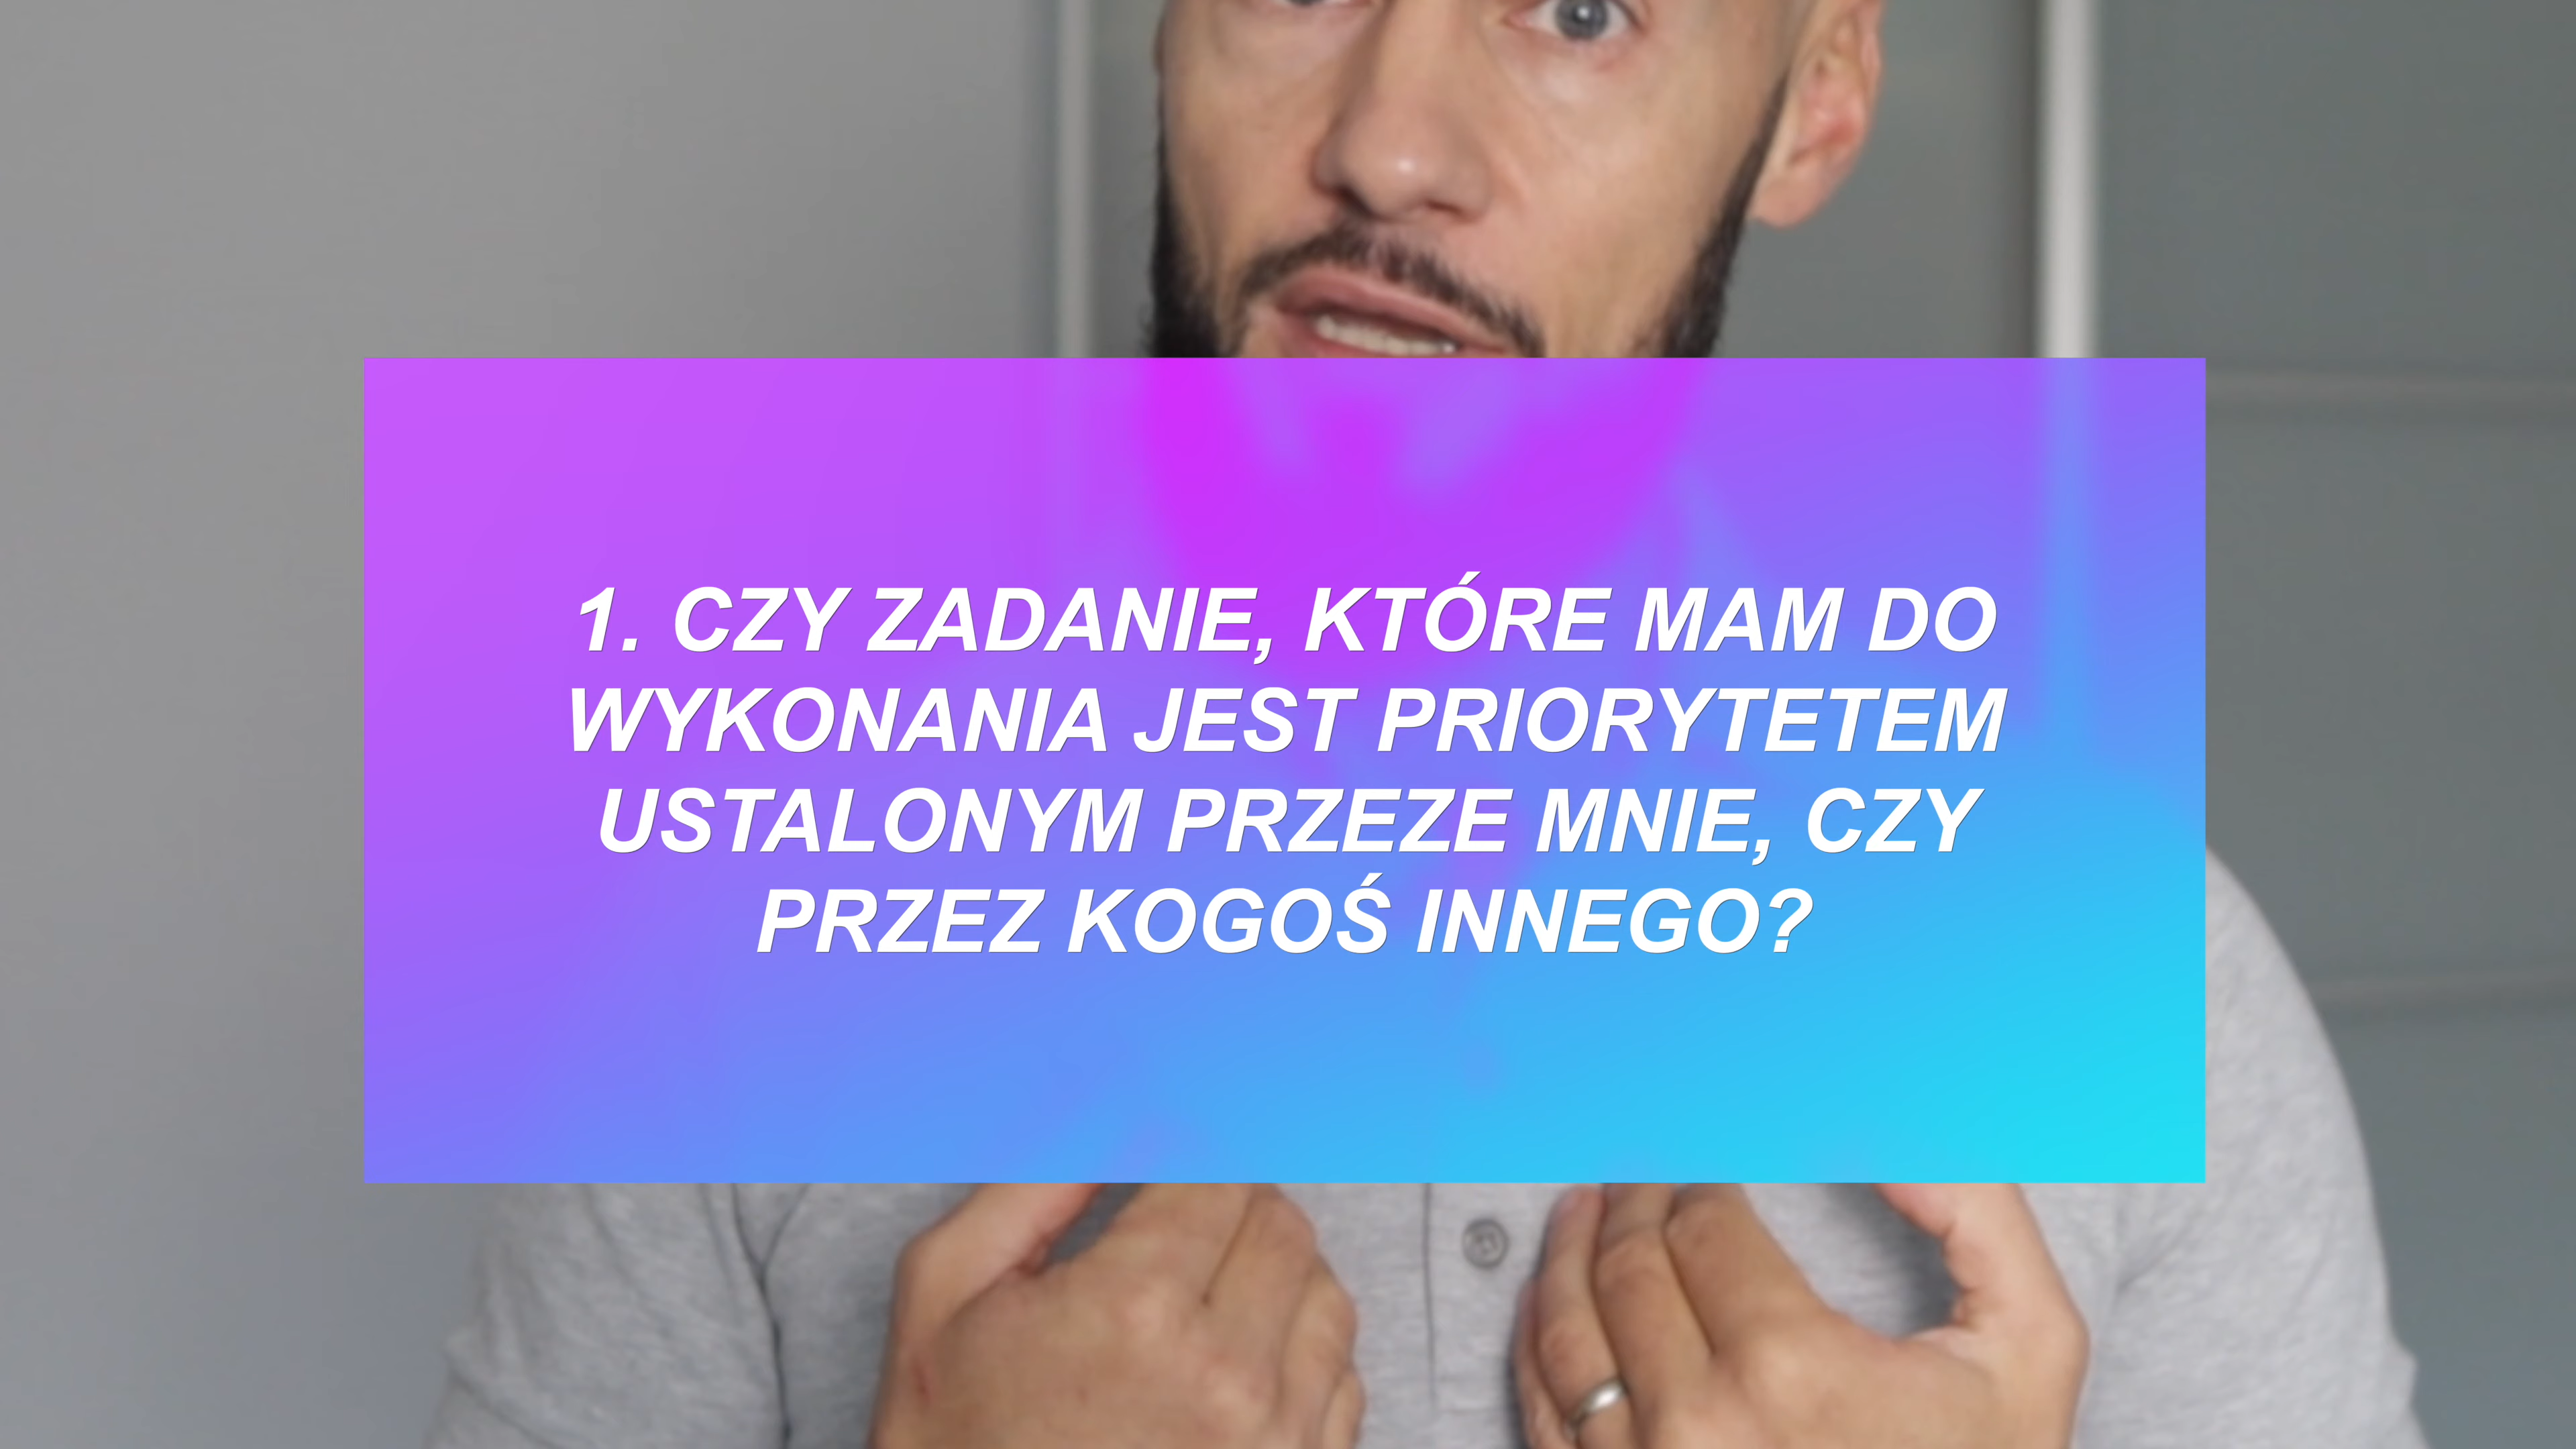 1. CZY ZADANIE, KTÓRE MAM DO
WYKONANIA JEST PRIORYTETEM
USTALONYM PRZEZE MNIE, CZY
PRZEZ KOGOŚ INNEGO?